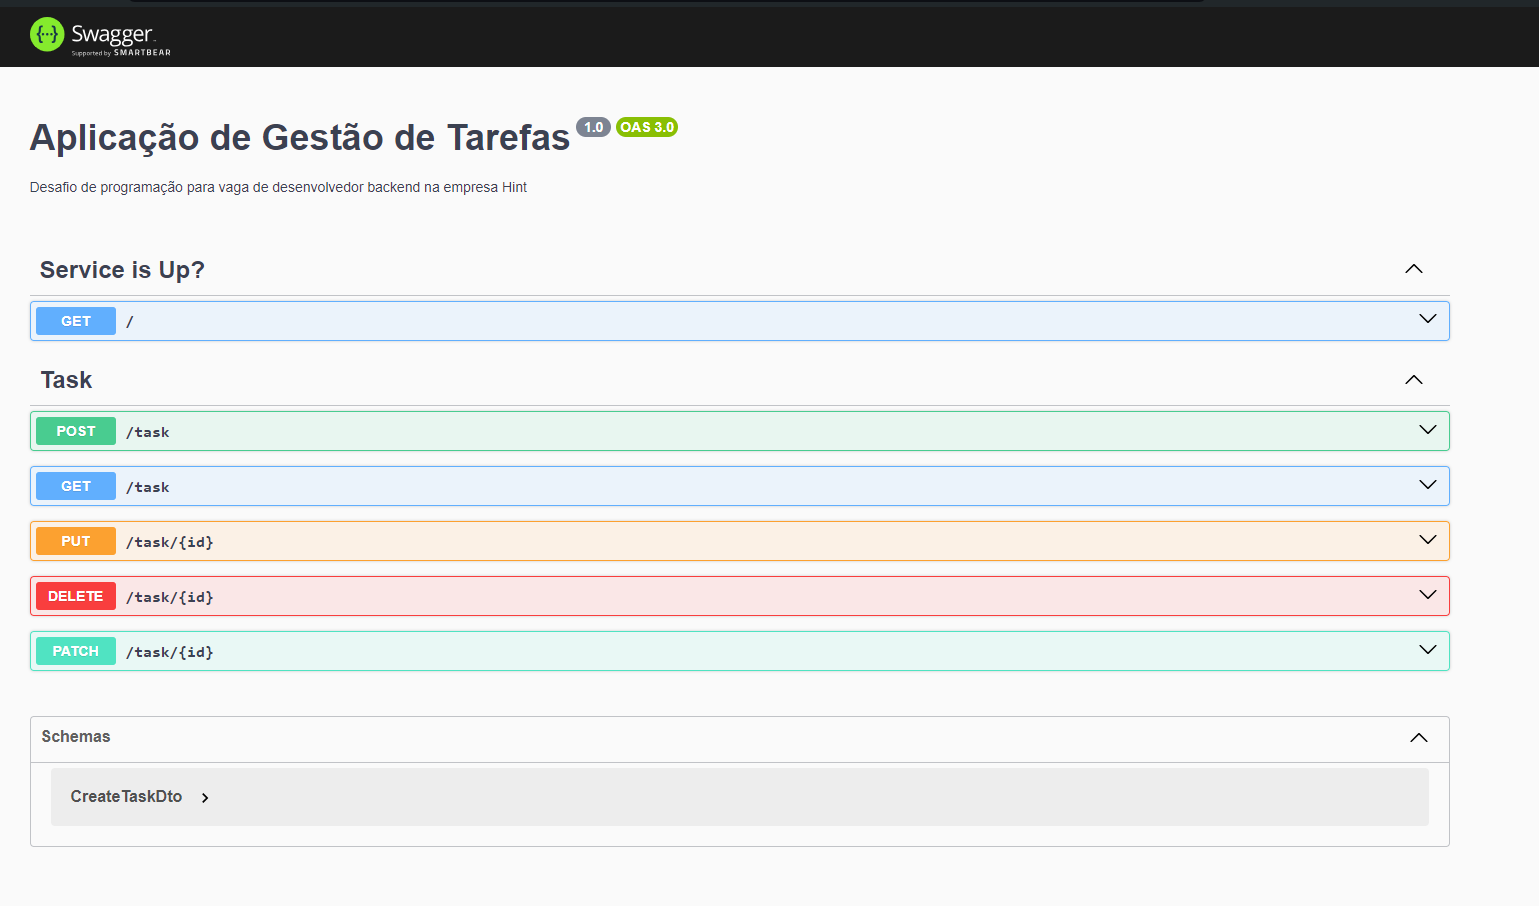 {···} Swagger.
Supported by SMARTBEAR
Aplicação de Gestão de Tarefas 1.0 OAS 3.0
Desafio de programação para vaga de desenvolvedor backend na empresa Hint
Service is Up?
GET /
Task
POST /task
GET /task
PUT /task/{id}
DELETE /task/{id}
PATCH /task/{id}
Schemas
CreateTaskDto